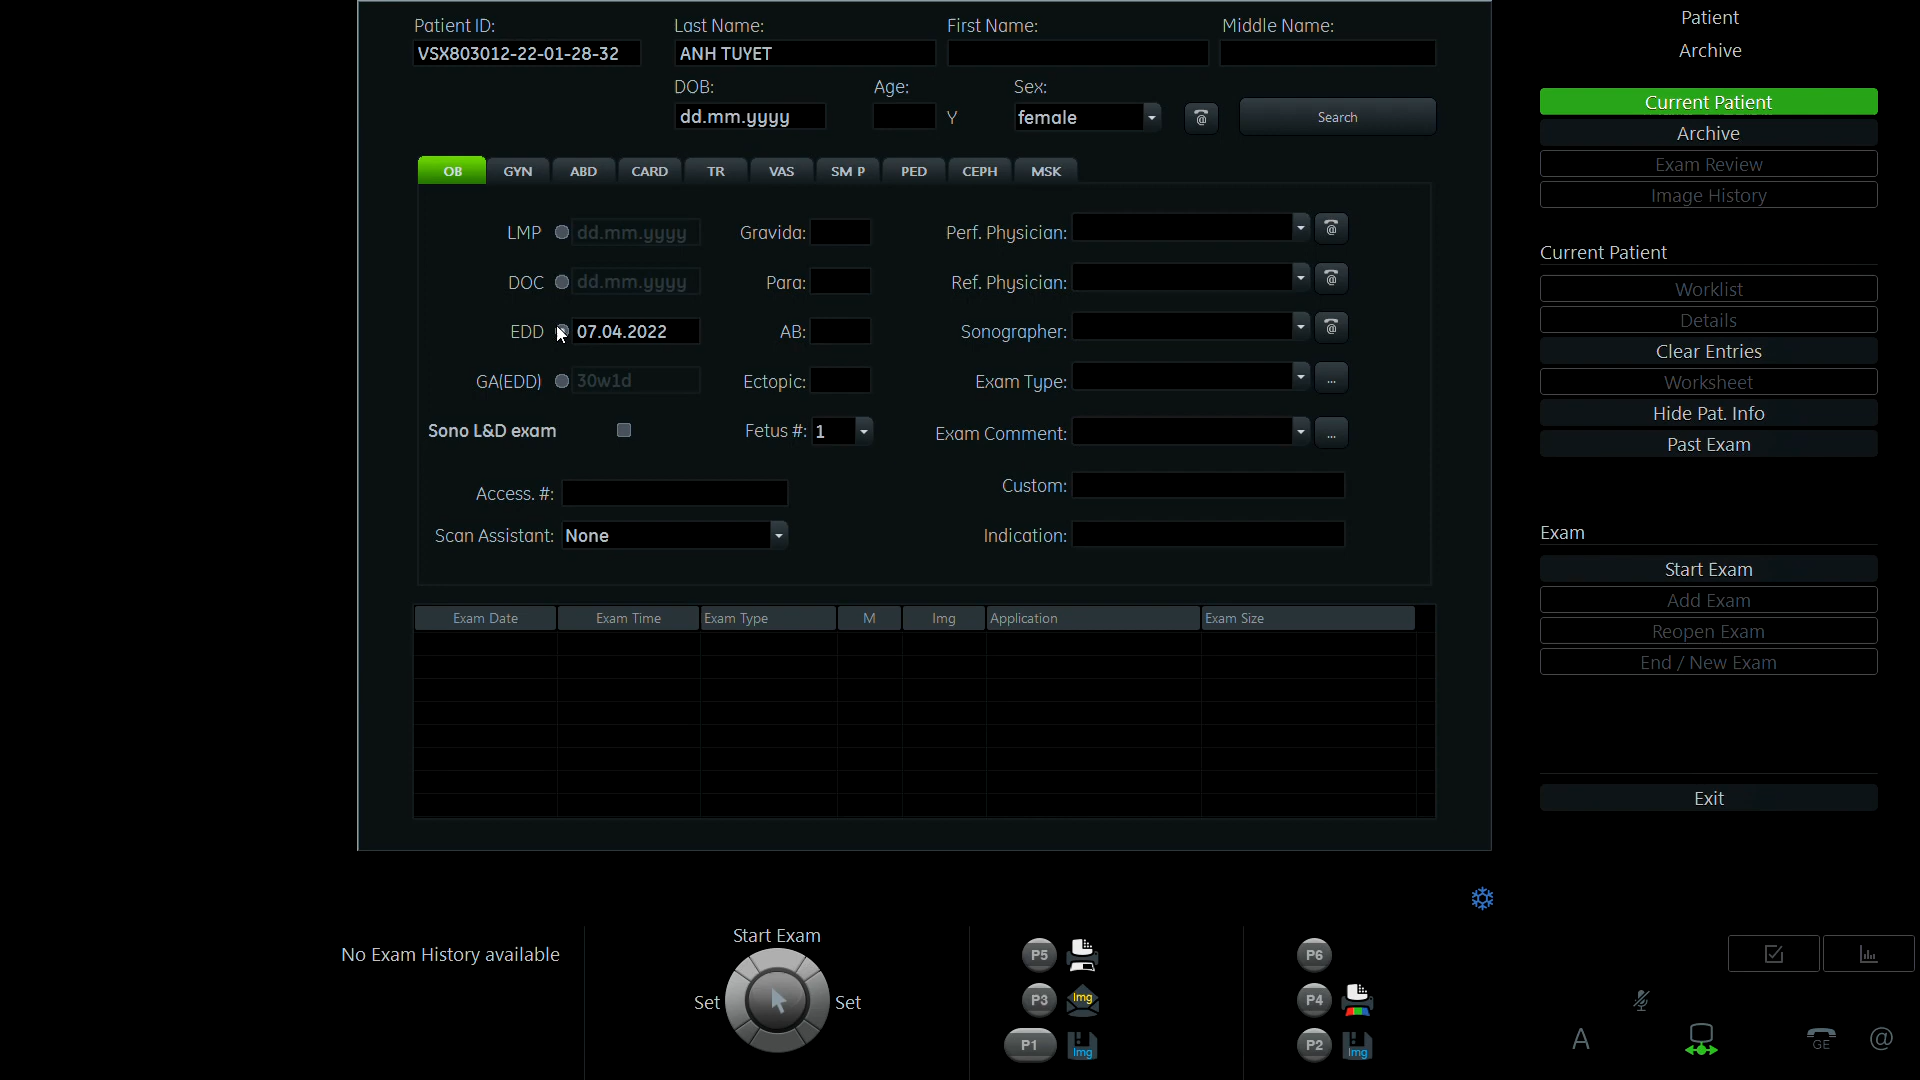 Patient ID: Last Name: First Name: Middle Name:
VSX803012-22-01-28-32 ANH TUYET
DOB: Age: Sex:
dd.mm.yyyy Y female @ Search
OB GYN ABD CARD TR VAS SM P PED CEPH MSK
LMP dd.mm.yyyy Gravida: Perf. Physician: @
DOC dd.mm.yyyy Para: Ref. Physician: @
EDD 07.04.2022 AB: Sonographer: @
GA(EDD) 30w1d Ectopic: Exam Type: ...
Sono L&D exam Fetus #: 1 Exam Comment: ...
Access. #: Custom:
Scan Assistant: None Indication:
Exam Date Exam Time Exam Type M Img Application Exam Size
Patient
Archive
Current Patient
Archive
Exam Review
Image History
Current Patient
Worklist
Details
Clear Entries
Worksheet
Hide Pat. Info
Past Exam
Exam
Start Exam
Add Exam
Reopen Exam
End / New Exam
Exit
No Exam History available
Start Exam
Set Set
P5
P3 Img
P1 Img
P6
P4
P2 Img
A GE @